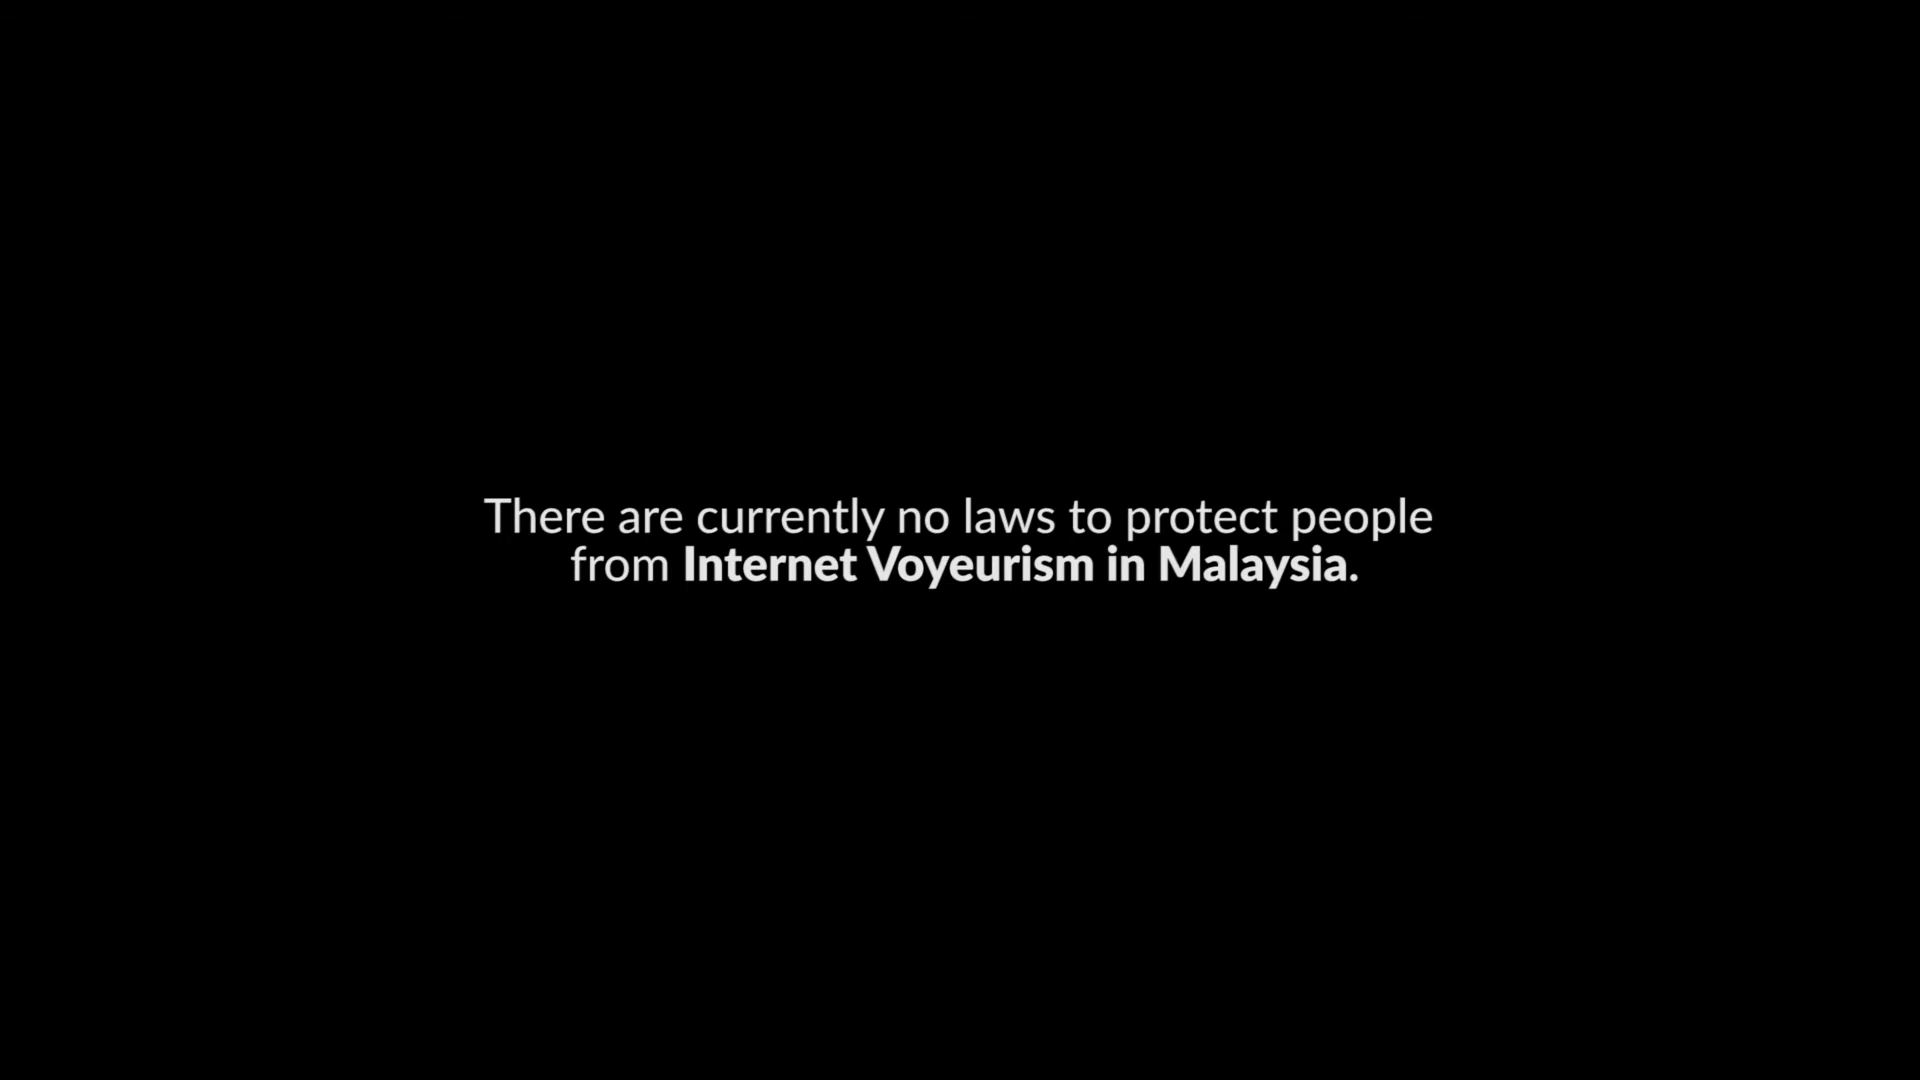 There are currently no laws to protect people
from Internet Voyeurism in Malaysia.